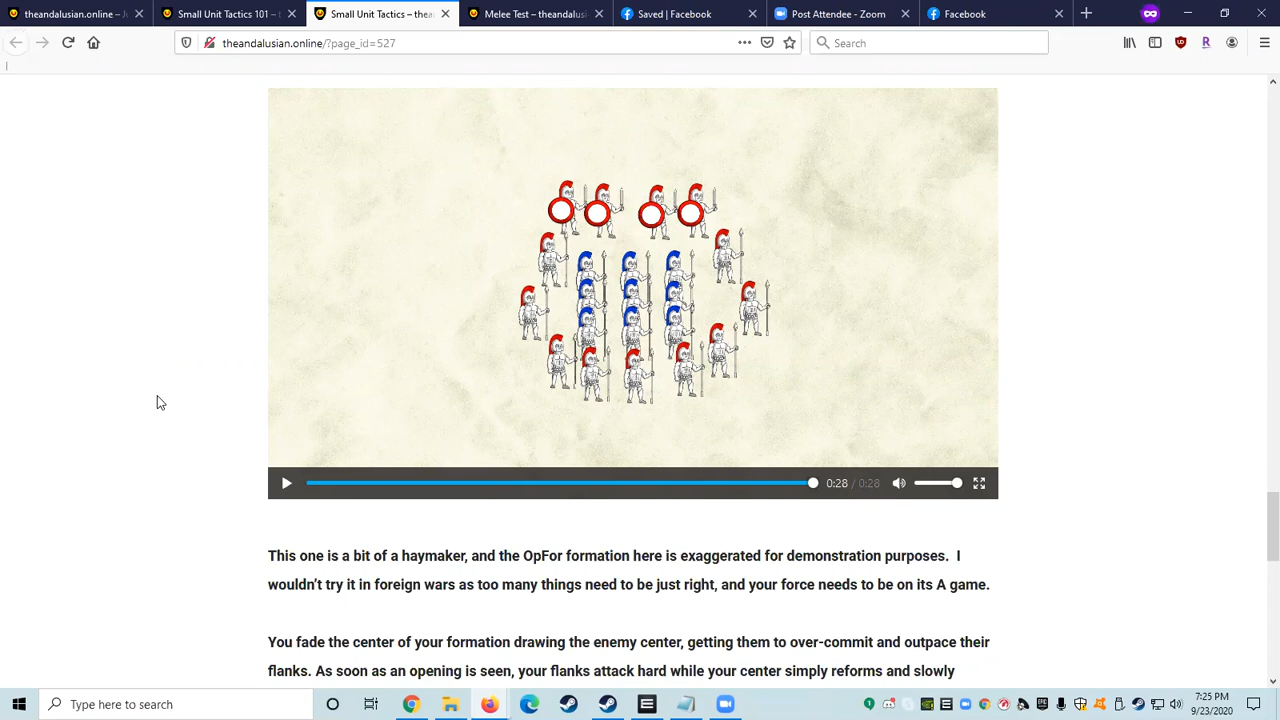 theandalusian.online – Ju
Small Unit Tactics 101 – t
Small Unit Tactics – thea
Melee Test – theandalusi
Saved | Facebook
Post Attendee - Zoom
Facebook
theandalusian.online/?page_id=527
Search
0:28 / 0:28
This one is a bit of a haymaker, and the OpFor formation here is exaggerated for demonstration purposes. I
wouldn’t try it in foreign wars as too many things need to be just right, and your force needs to be on its A game.
You fade the center of your formation drawing the enemy center, getting them to over-commit and outpace their
flanks. As soon as an opening is seen, your flanks attack hard while your center simply reforms and slowly
Type here to search
7:25 PM
9/23/2020